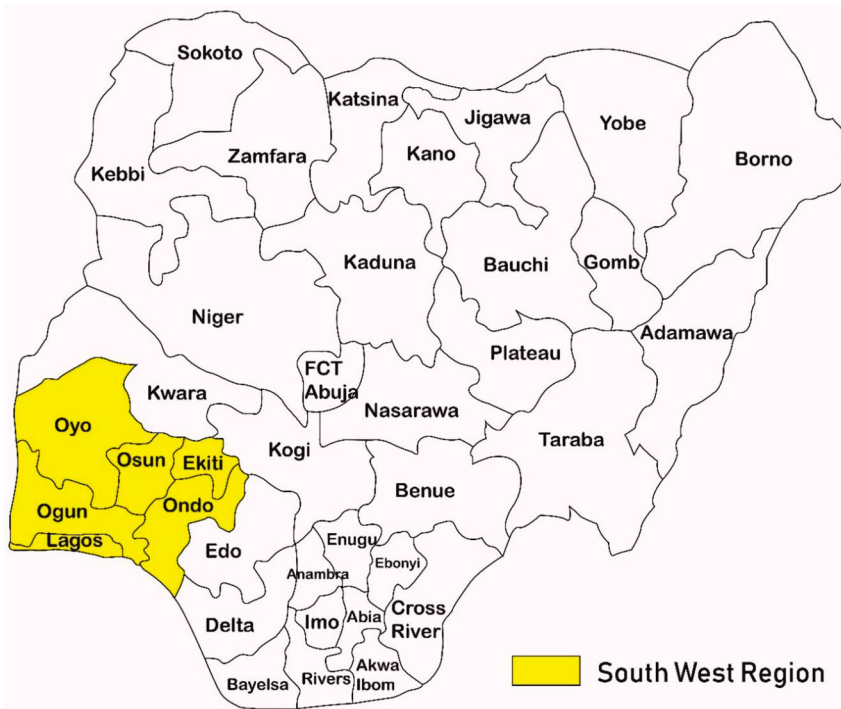 Sokoto
Katsina
Jigawa
Yobe
Kano
Zamfara
Borno
Kebbi
Kaduna
Bauchi
Gomb
Niger
Adamawa
Plateau
FCT
Abuja
Kwara
Nasarawa
Oyo
Taraba
Kogi
Osun
Ekiti
Benue
Ondo
Ogun
Lagos
Edo
Enugu
Ebonyi
Anambra
Cross
River
Imo
Abia
Delta
Akwa
Ibom
Rivers
Bayelsa
South West Region